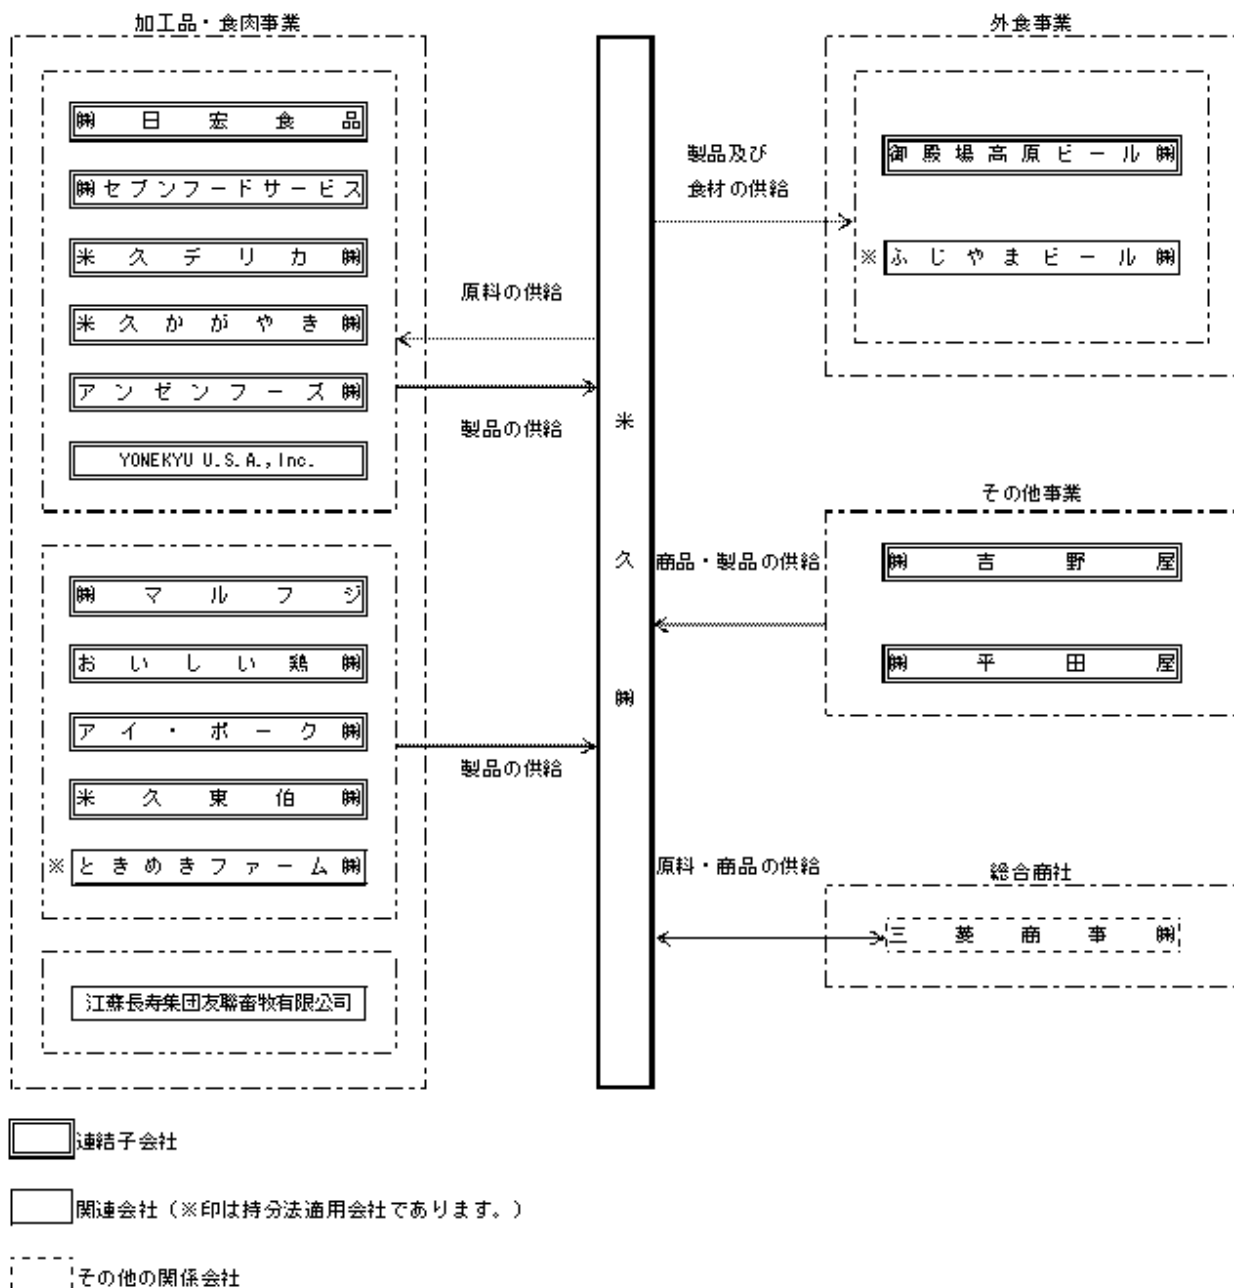 加工品・食肉事業
㈱日宏食品
㈱セブンフードサービス
米久デリカ㈱
米久かがやき㈱
アンゼンフーズ㈱
YONEKYU U.S.A.,Inc.
㈱マルフジ
おいしい鶏㈱
アイ・ポーク㈱
米久東伯㈱
※ときめきファーム㈱
江蘇長寿集団友聯畜牧有限公司
原料の供給
製品の供給
製品の供給
米久㈱
製品及び
食材の供給
商品・製品の供給
原料・商品の供給
外食事業
御殿場高原ビール㈱
※ふじやまビール㈱
その他事業
㈱吉野屋
㈱平田屋
総合商社
三菱商事㈱
連結子会社
関連会社（※印は持分法適用会社であります。）
その他の関係会社